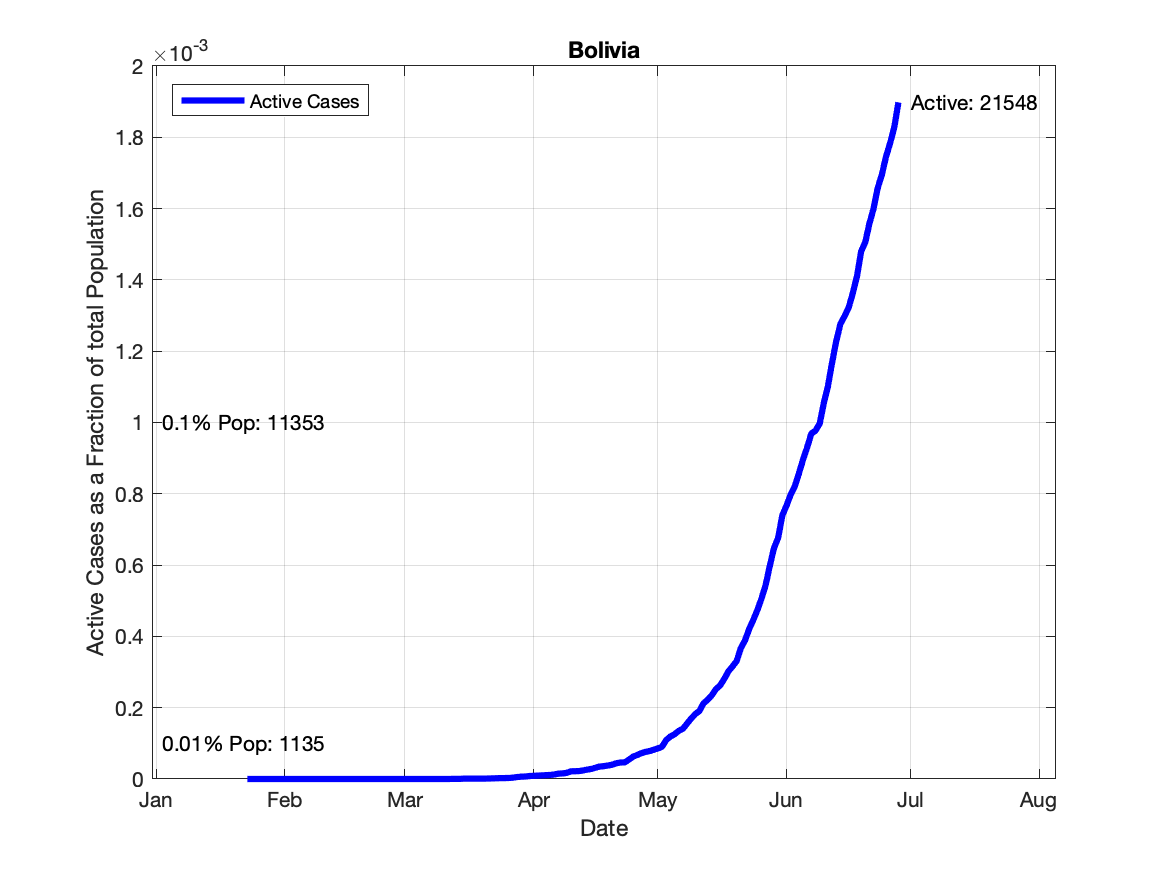 Bolivia
×10-3
Active Cases
Active: 21548
2
1.8
1.6
1.4
1.2
1
0.1% Pop: 11353
0.8
0.6
0.4
0.2
0.01% Pop: 1135
0
Active Cases as a Fraction of total Population
Jan Feb Mar Apr May Jun Jul Aug
Date